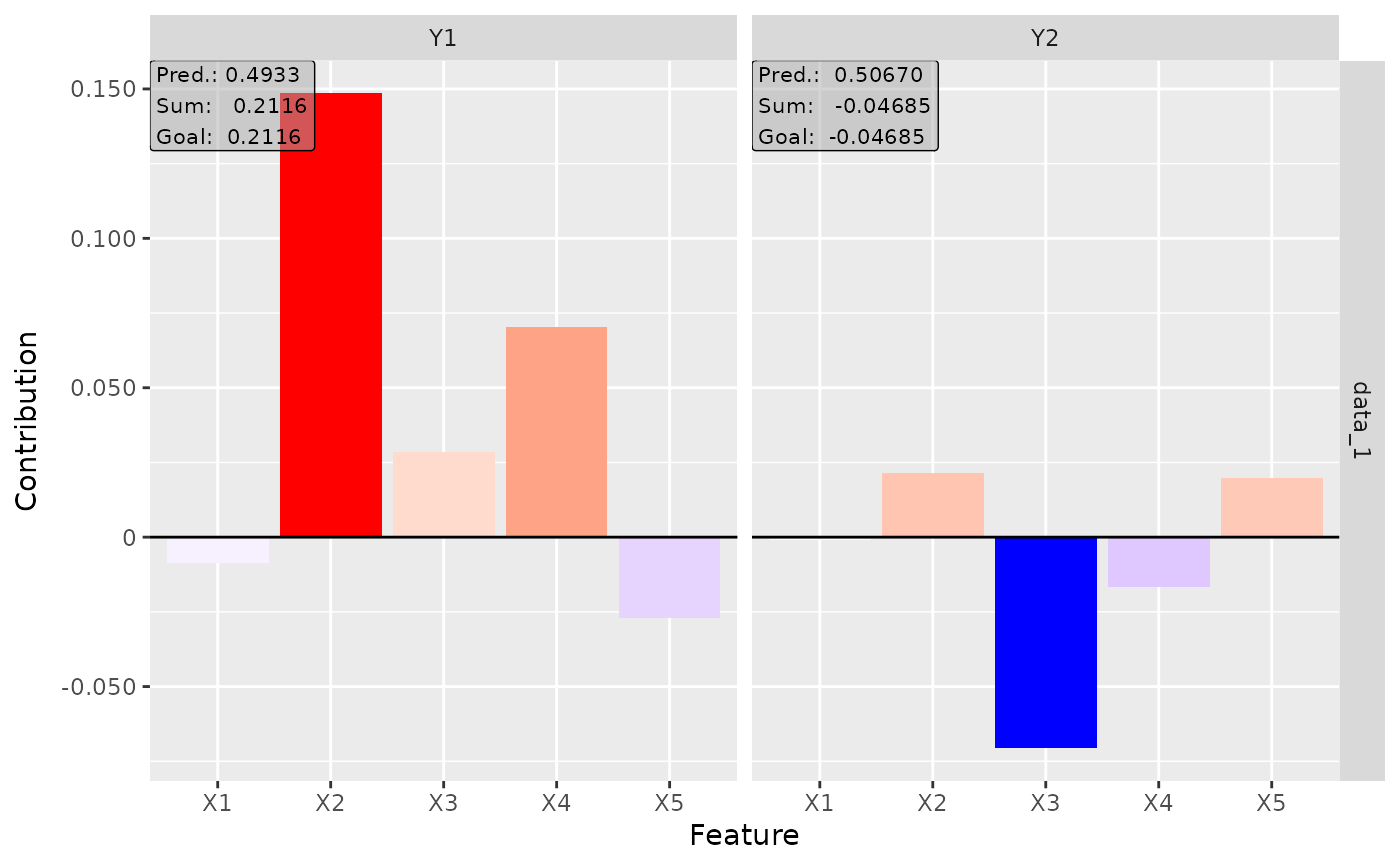 Y1
Y2
Pred.: 0.4933
Sum: 0.2116
Goal: 0.2116
Pred.: 0.50670
Sum: -0.04685
Goal: -0.04685
0.150
0.100
0.050
0
-0.050
Contribution
data_1
X1 X2 X3 X4 X5
X1 X2 X3 X4 X5
Feature